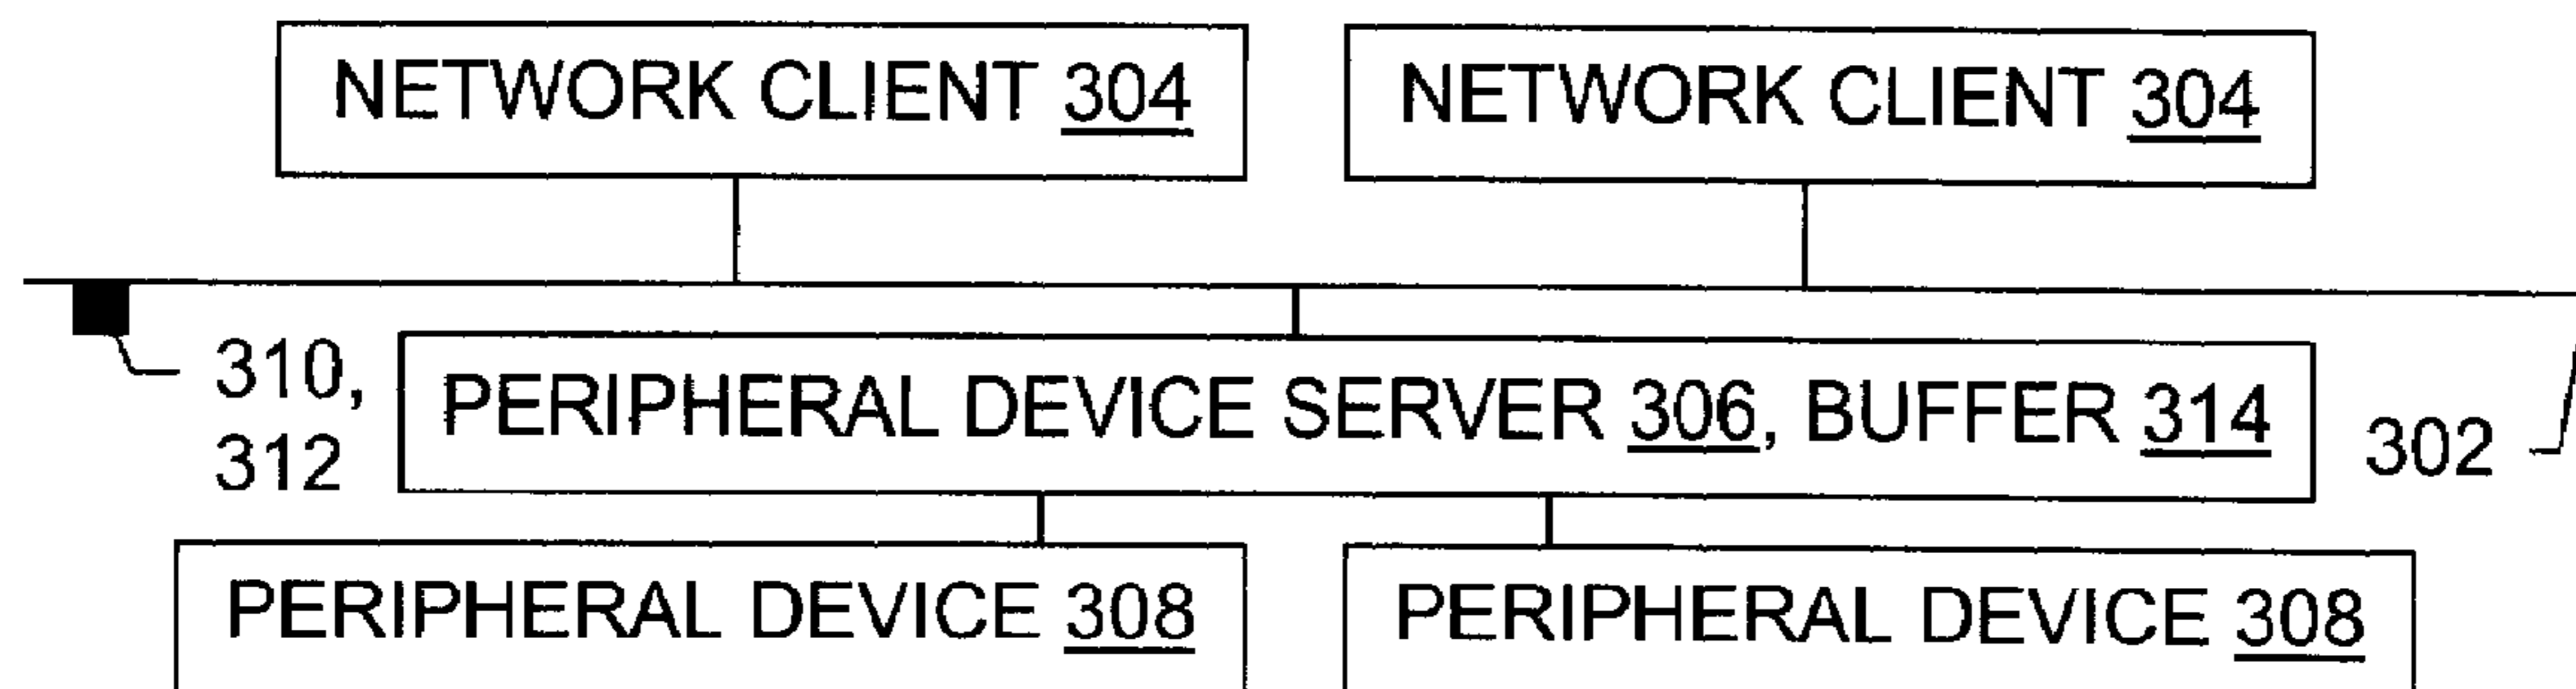 NETWORK CLIENT 304
NETWORK CLIENT 304
310,
312
PERIPHERAL DEVICE SERVER 306, BUFFER 314
302
PERIPHERAL DEVICE 308
PERIPHERAL DEVICE 308